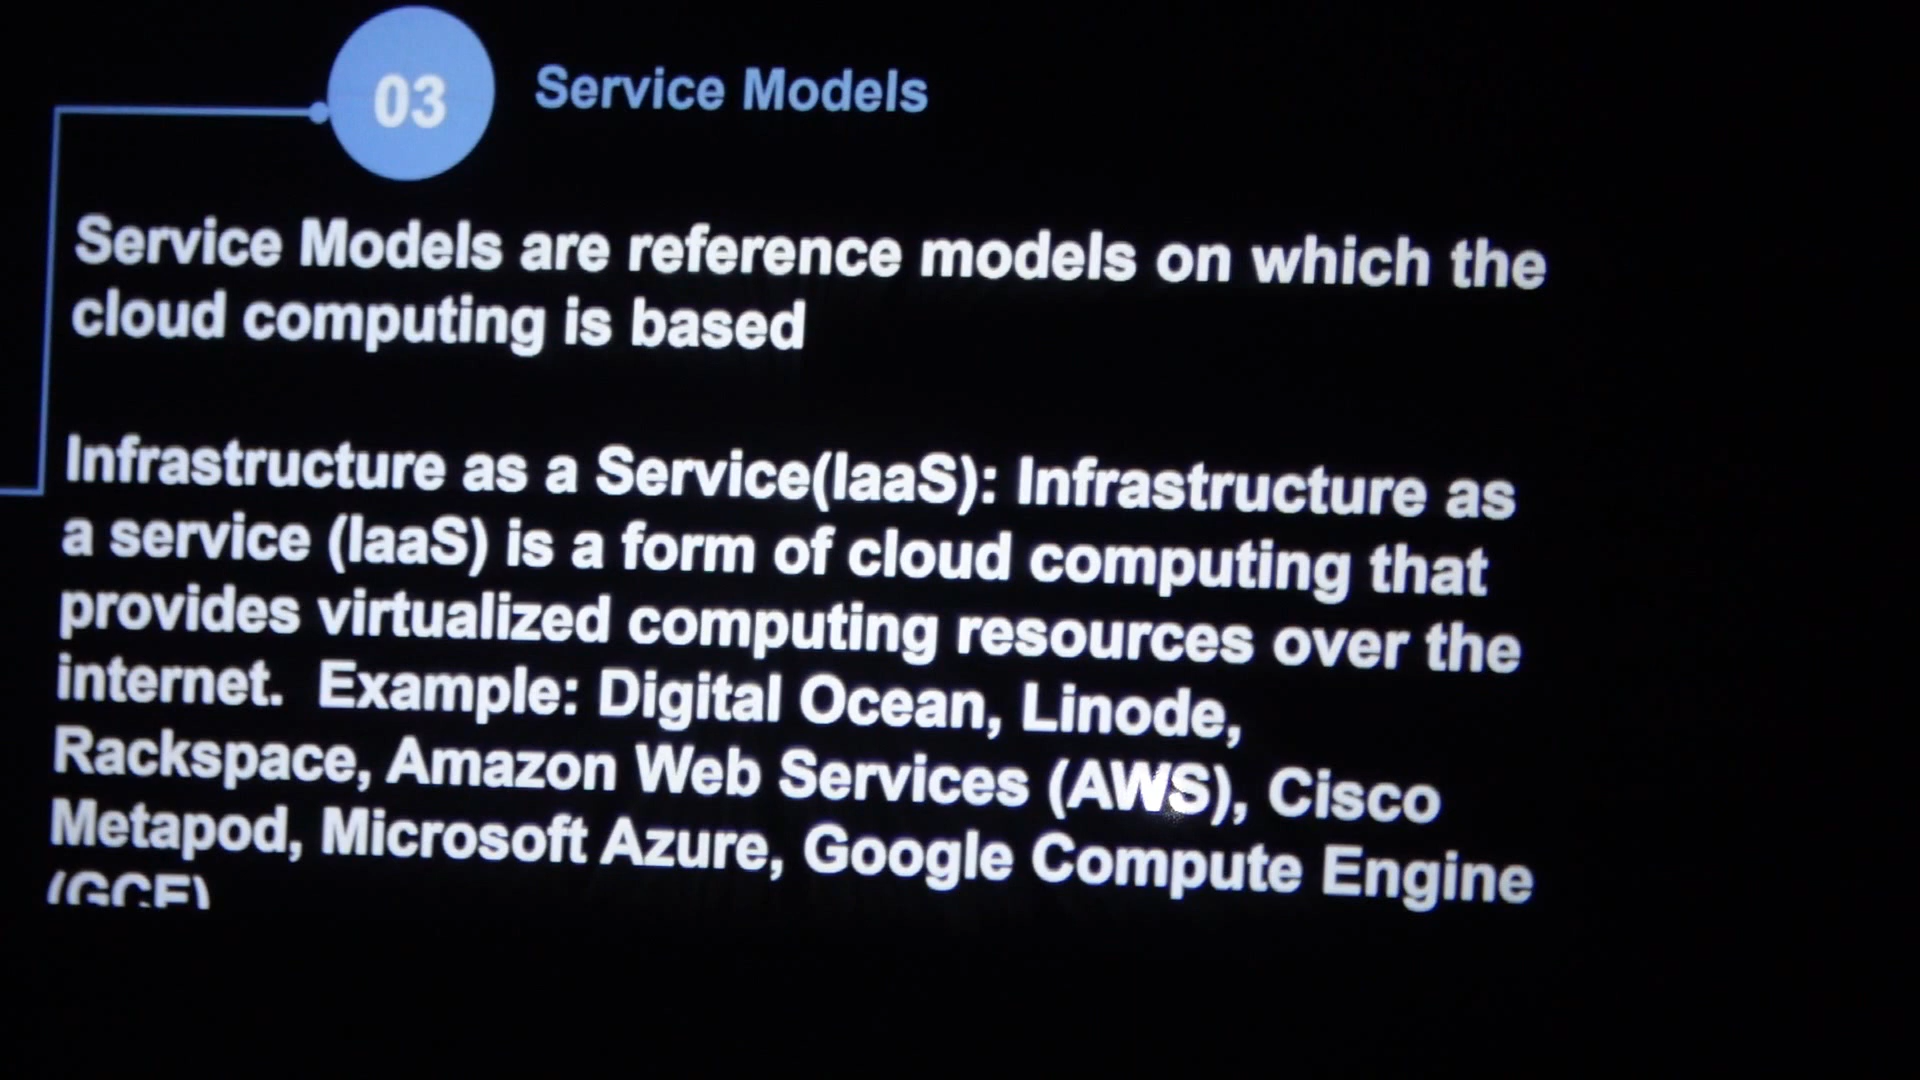 03
Service Models
Service Models are reference models on which the
cloud computing is based
Infrastructure as a Service(IaaS): Infrastructure as
a service (IaaS) is a form of cloud computing that
provides virtualized computing resources over the
internet.  Example: Digital Ocean, Linode,
Rackspace, Amazon Web Services (AWS), Cisco
Metapod, Microsoft Azure, Google Compute Engine
(GCE)